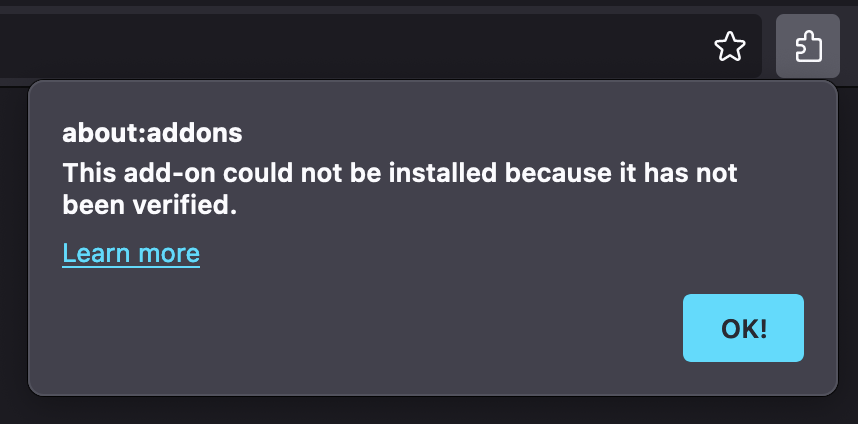 about:addons
This add-on could not be installed because it has not
been verified.
Learn more
OK!